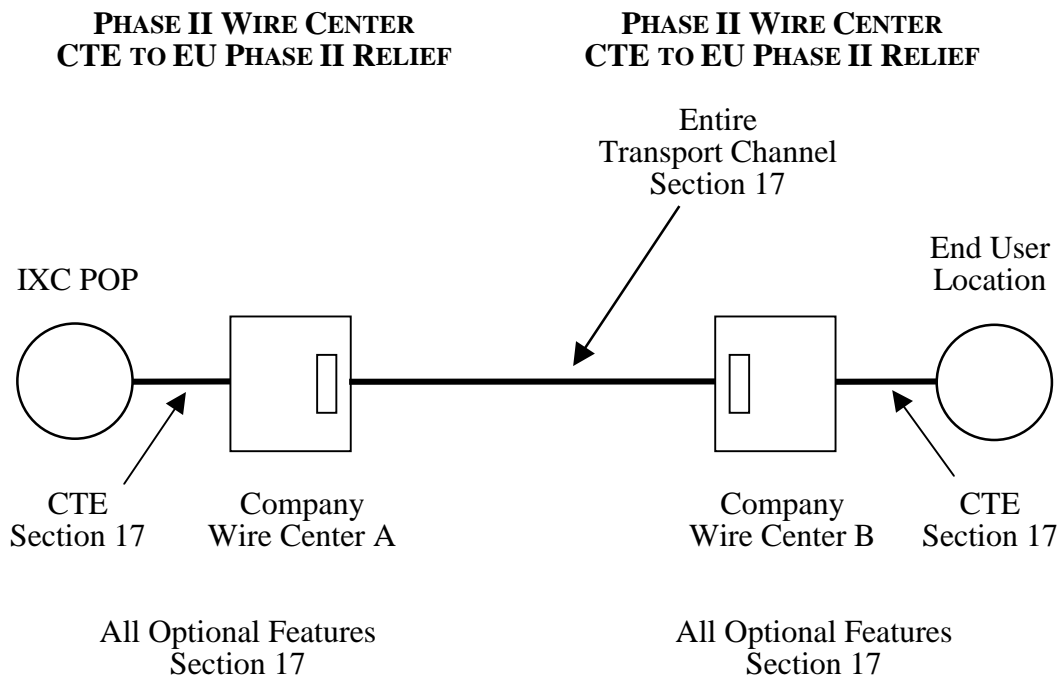 PHASE II WIRE CENTER
CTE TO EU PHASE II RELIEF
PHASE II WIRE CENTER
CTE TO EU PHASE II RELIEF
Entire
Transport Channel
Section 17
IXC POP
End User
Location
CTE
Section 17
Company
Wire Center A
Company
Wire Center B
CTE
Section 17
All Optional Features
Section 17
All Optional Features
Section 17